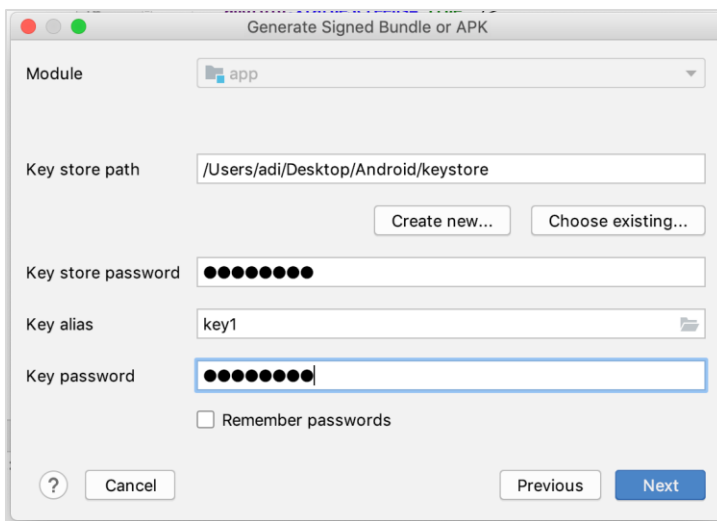 Generate Signed Bundle or APK
Module
app
Key store path
/Users/adi/Desktop/Android/keystore
Create new...
Choose existing...
Key store password
●●●●●●●●
Key alias
key1
Key password
●●●●●●●●
Remember passwords
?
Cancel
Previous
Next